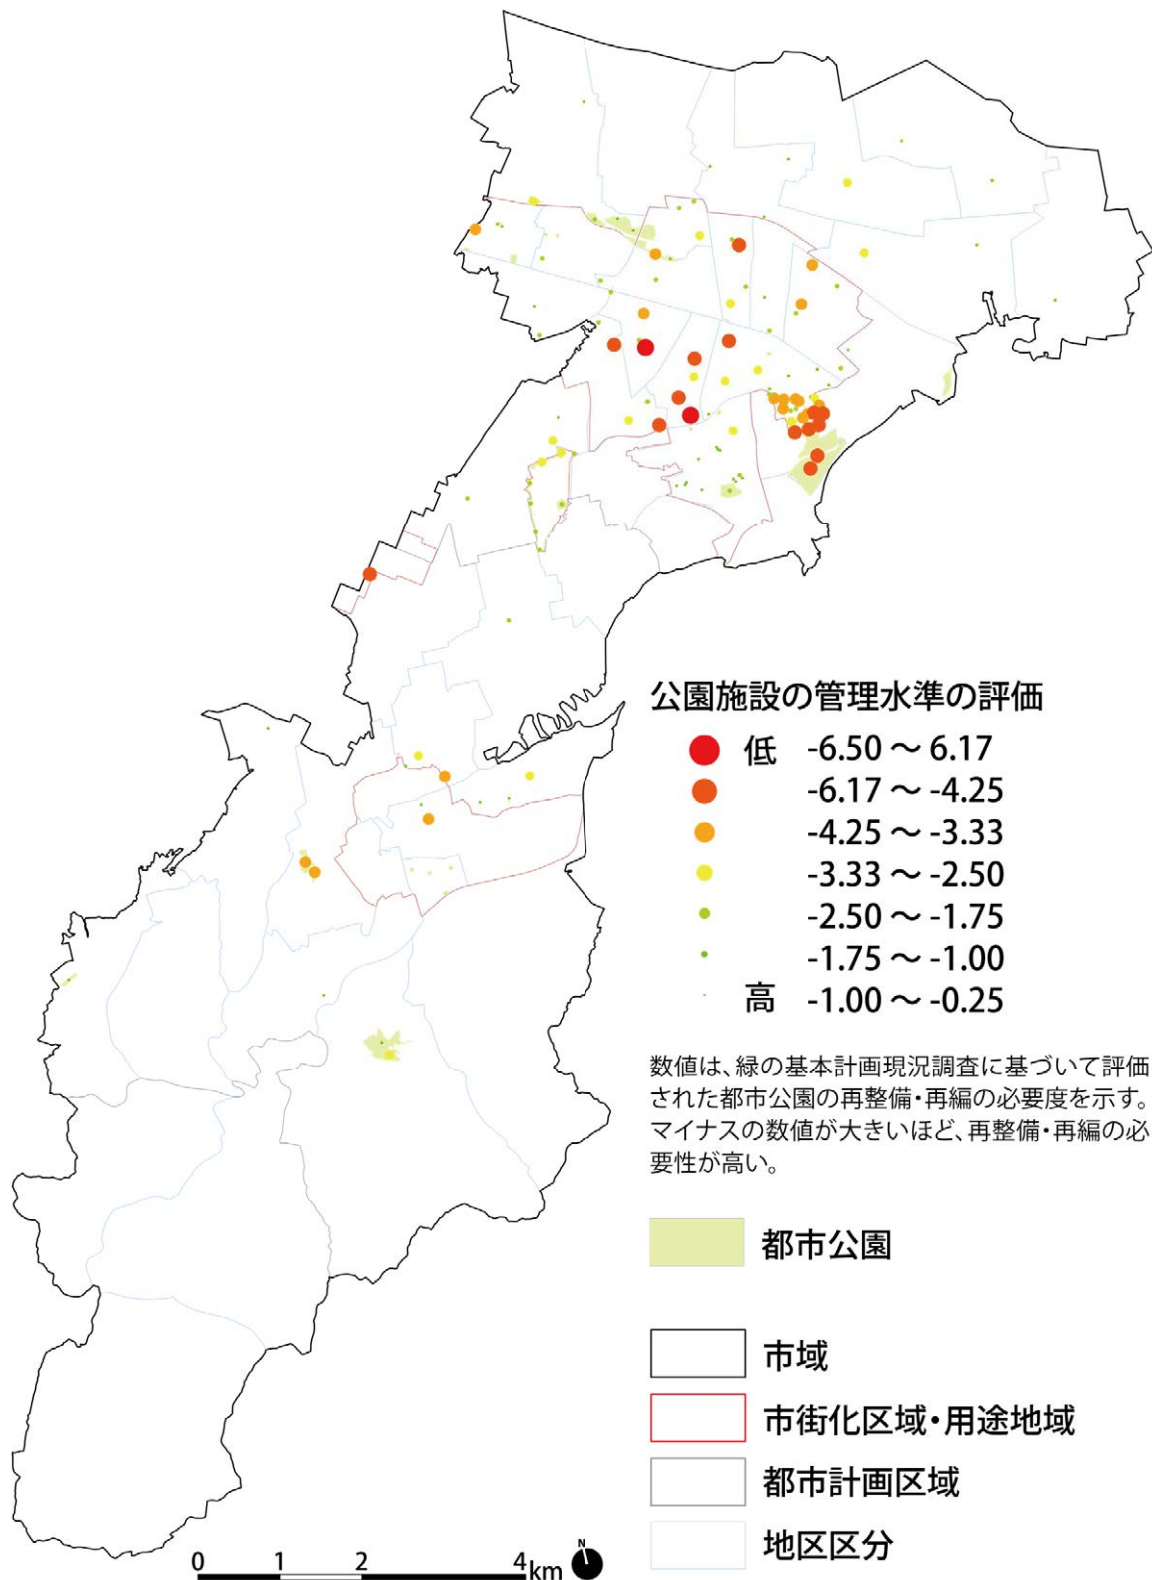 公園施設の管理水準の評価
低 -6.50 ～ 6.17
-6.17 ～ -4.25
-4.25 ～ -3.33
-3.33 ～ -2.50
-2.50 ～ -1.75
-1.75 ～ -1.00
高 -1.00 ～ -0.25
数値は、緑の基本計画現況調査に基づいて評価
された都市公園の再整備・再編の必要度を示す。
マイナスの数値が大きいほど、再整備・再編の必
要性が高い。
都市公園
市域
市街化区域・用途地域
都市計画区域
地区区分
0 1 2 4km N